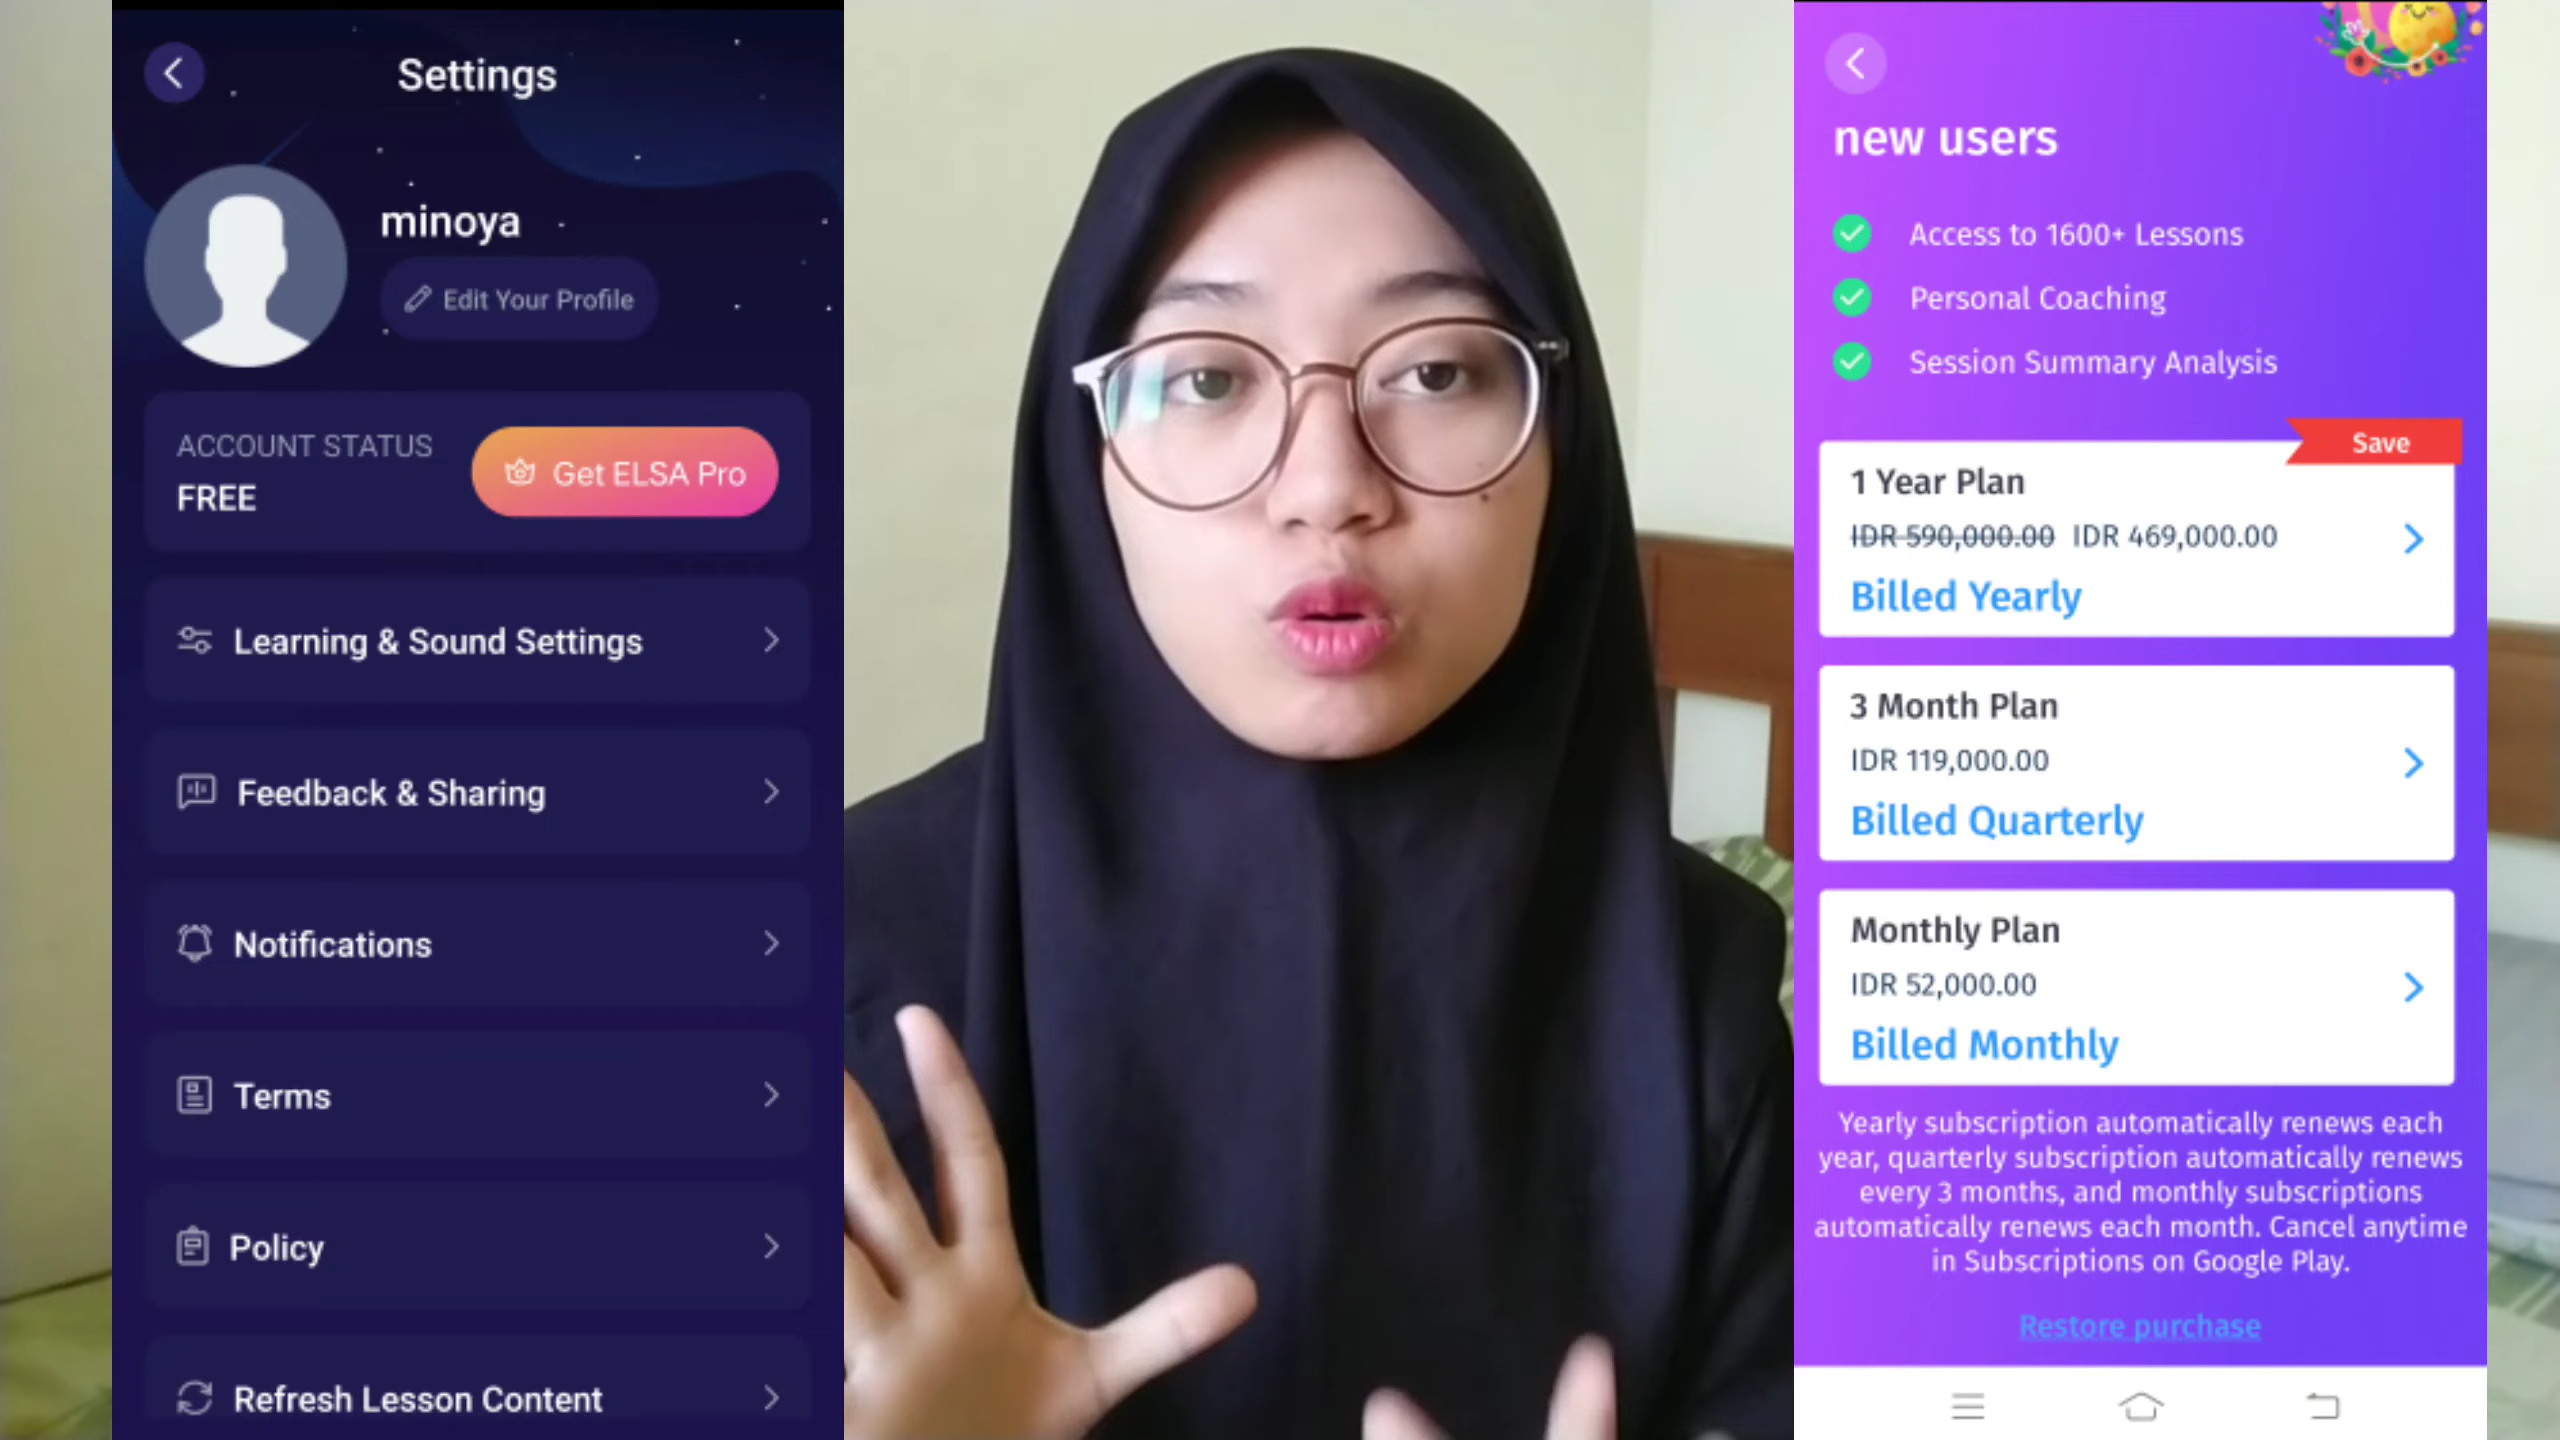 Settings
minoya
Edit Your Profile
ACCOUNT STATUS
FREE
Get ELSA Pro
Learning & Sound Settings
Feedback & Sharing
Notifications
Terms
Policy
Refresh Lesson Content
new users
Access to 1600+ Lessons
Personal Coaching
Session Summary Analysis
Save
1 Year Plan
IDR 590,000.00 IDR 469,000.00
Billed Yearly
3 Month Plan
IDR 119,000.00
Billed Quarterly
Monthly Plan
IDR 52,000.00
Billed Monthly
Yearly subscription automatically renews each
year, quarterly subscription automatically renews
every 3 months, and monthly subscriptions
automatically renews each month. Cancel anytime
in Subscriptions on Google Play.
Restore purchase